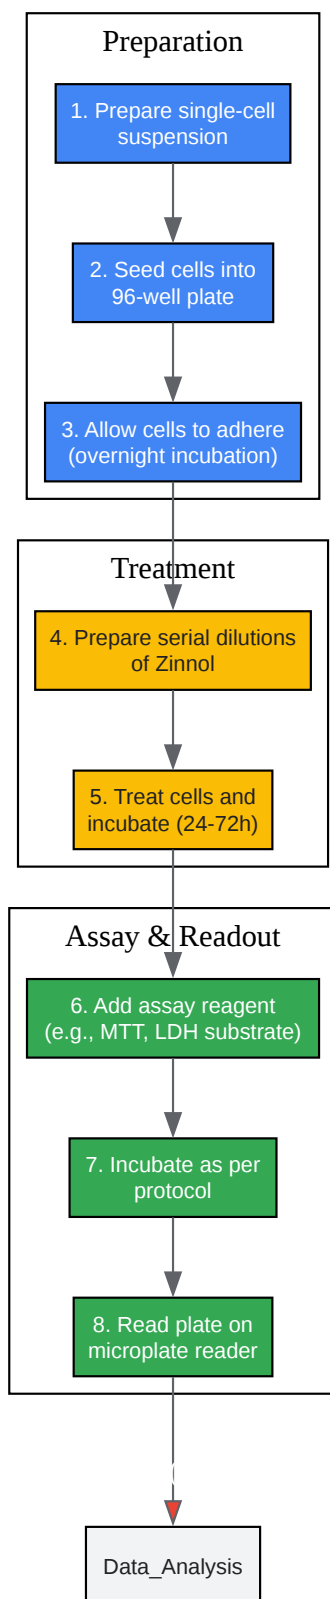 Preparation
1. Prepare single-cell
suspension
2. Seed cells into
96-well plate
3. Allow cells to adhere
(overnight incubation)
Treatment
4. Prepare serial dilutions
of Zinnol
5. Treat cells and
incubate (24-72h)
Assay & Readout
6. Add assay reagent
(e.g., MTT, LDH substrate)
7. Incubate as per
protocol
8. Read plate on
microplate reader
Data_Analysis